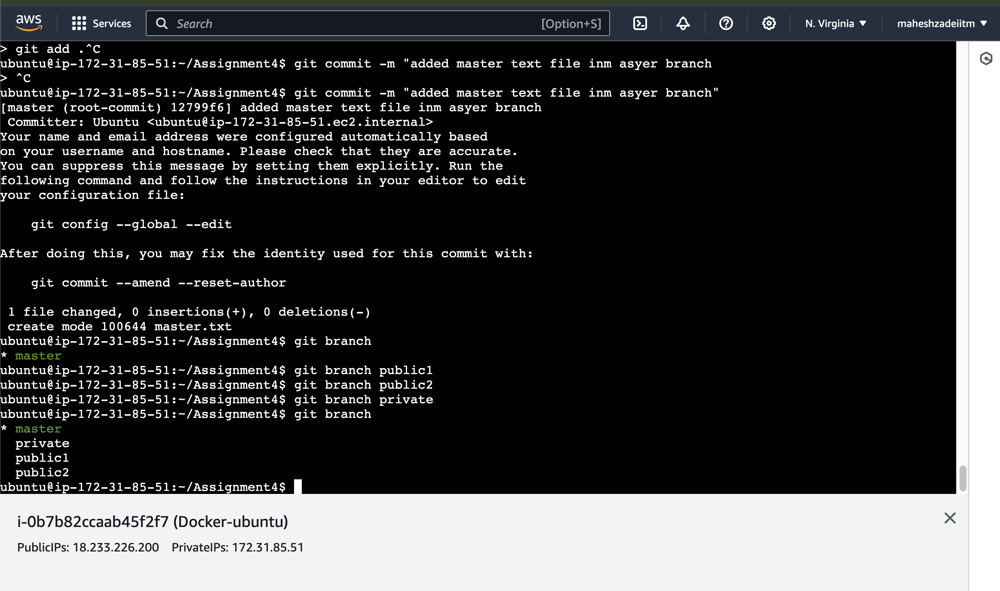 aws
Services
Search
[Option+S]
N. Virginia
maheshzadeiitm
> git add .^C
ubuntu@ip-172-31-85-51:~/Assignment4$ git commit -m "added master text file inm asyer branch
> ^C
ubuntu@ip-172-31-85-51:~/Assignment4$ git commit -m "added master text file inm asyer branch"
[master (root-commit) 12799f6] added master text file inm asyer branch
 Committer: Ubuntu <ubuntu@ip-172-31-85-51.ec2.internal>
Your name and email address were configured automatically based
on your username and hostname. Please check that they are accurate.
You can suppress this message by setting them explicitly. Run the
following command and follow the instructions in your editor to edit
your configuration file:
    git config --global --edit
After doing this, you may fix the identity used for this commit with:
    git commit --amend --reset-author
 1 file changed, 0 insertions(+), 0 deletions(-)
 create mode 100644 master.txt
ubuntu@ip-172-31-85-51:~/Assignment4$ git branch
* master
ubuntu@ip-172-31-85-51:~/Assignment4$ git branch public1
ubuntu@ip-172-31-85-51:~/Assignment4$ git branch public2
ubuntu@ip-172-31-85-51:~/Assignment4$ git branch private
ubuntu@ip-172-31-85-51:~/Assignment4$ git branch
* master
  private
  public1
  public2
ubuntu@ip-172-31-85-51:~/Assignment4$
i-0b7b82ccaab45f2f7 (Docker-ubuntu)
PublicIPs: 18.233.226.200 PrivateIPs: 172.31.85.51